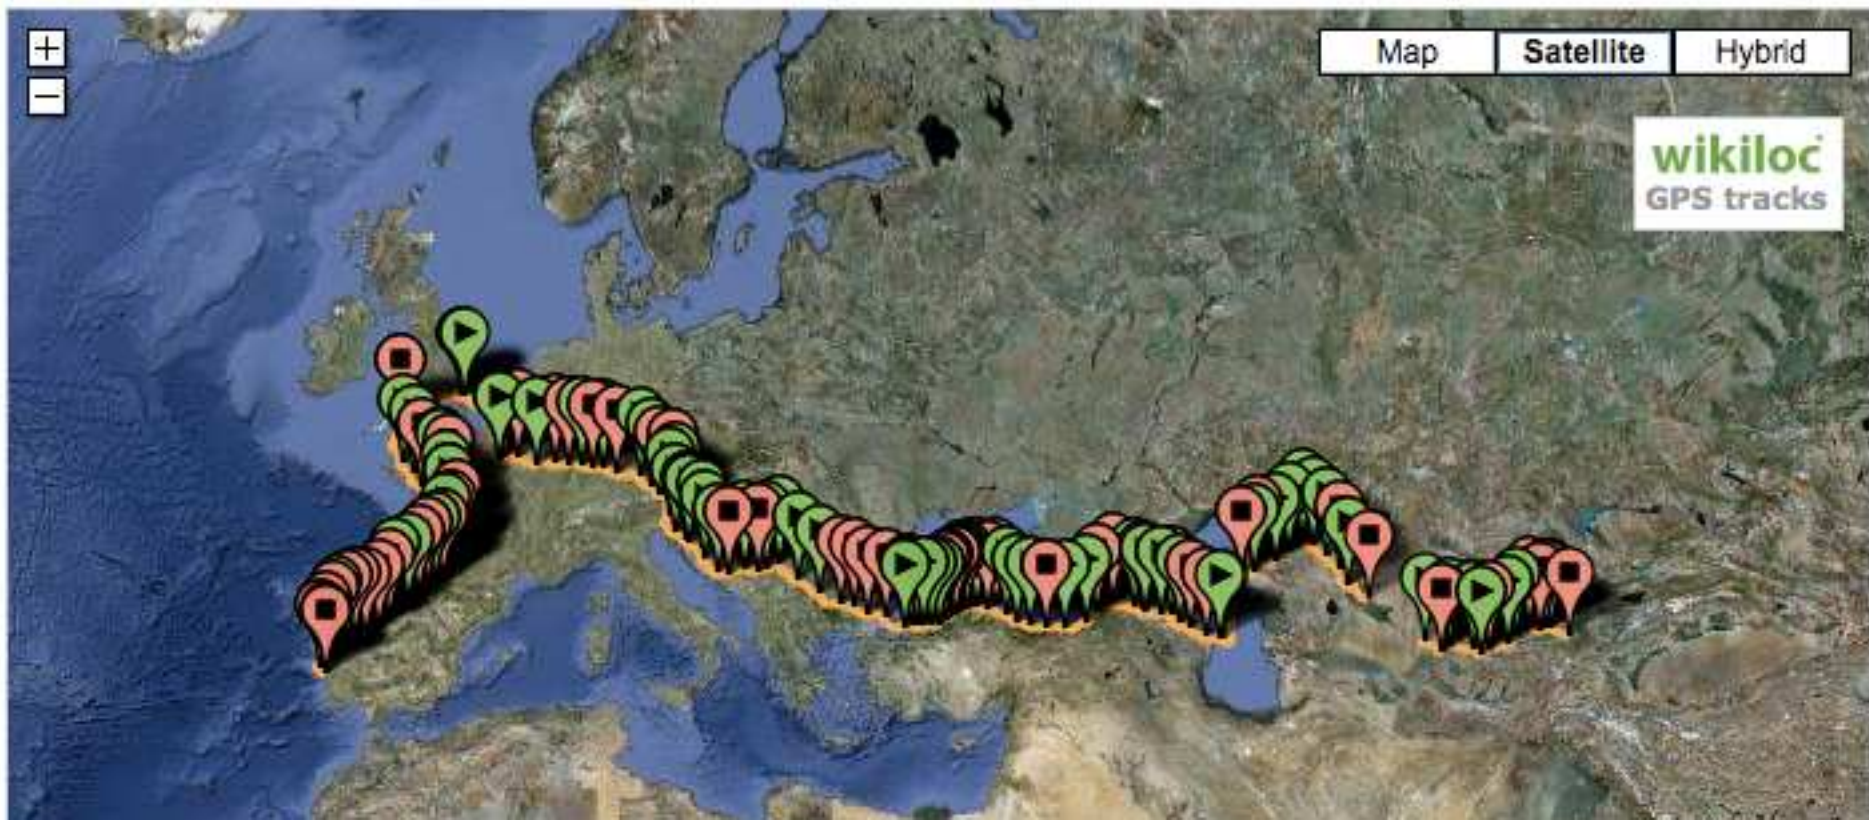 +
−
Map
Satellite
Hybrid
wikiloc
GPS tracks